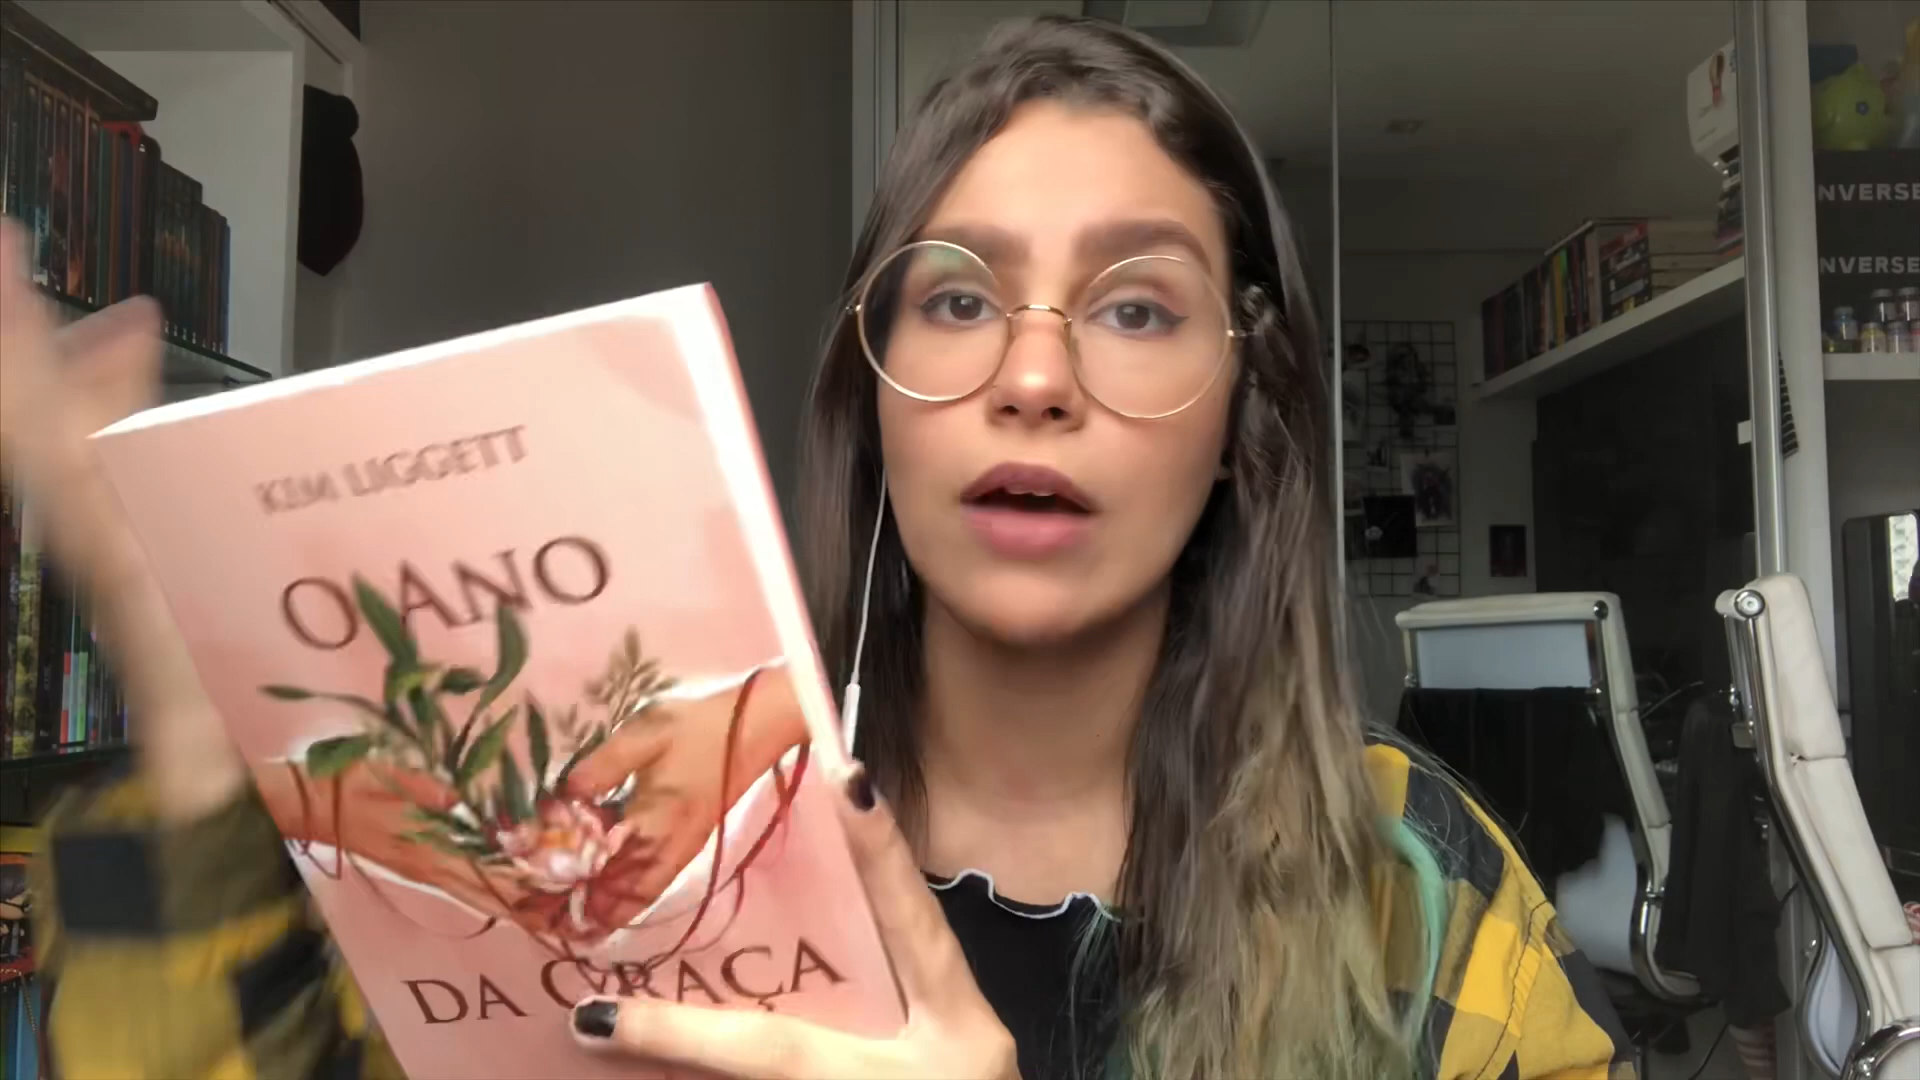 KIM LIGGETT
O ANO
DA GRAÇA
NVERSE
NVERSE